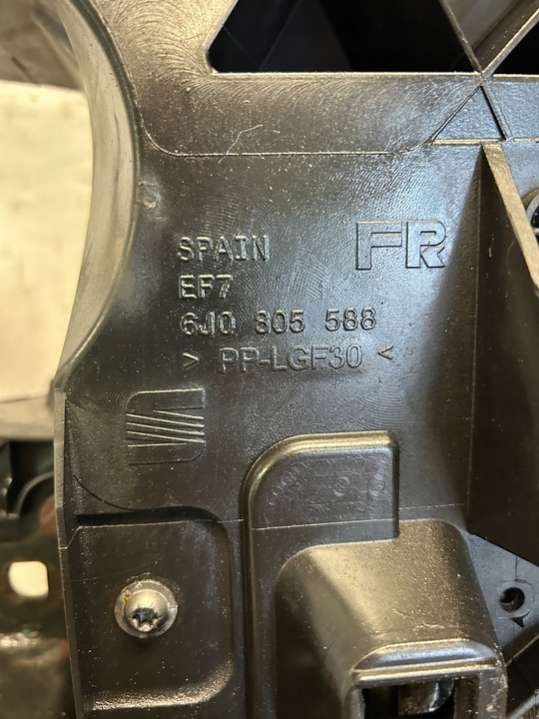 SPAIN
FR
EF7
6J0 805 588
> PP-LGF30 <